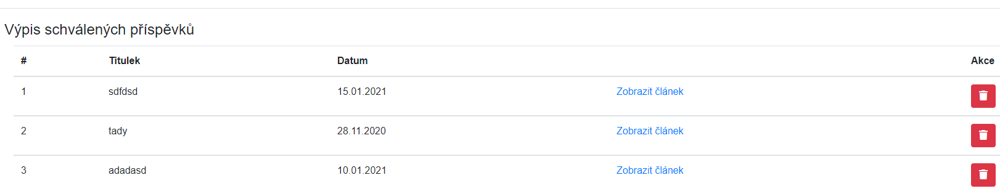 Výpis schválených příspěvků
# Titulek Datum Akce
1 sdfdsd 15.01.2021 Zobrazit článek
2 tady 28.11.2020 Zobrazit článek
3 adadasd 10.01.2021 Zobrazit článek